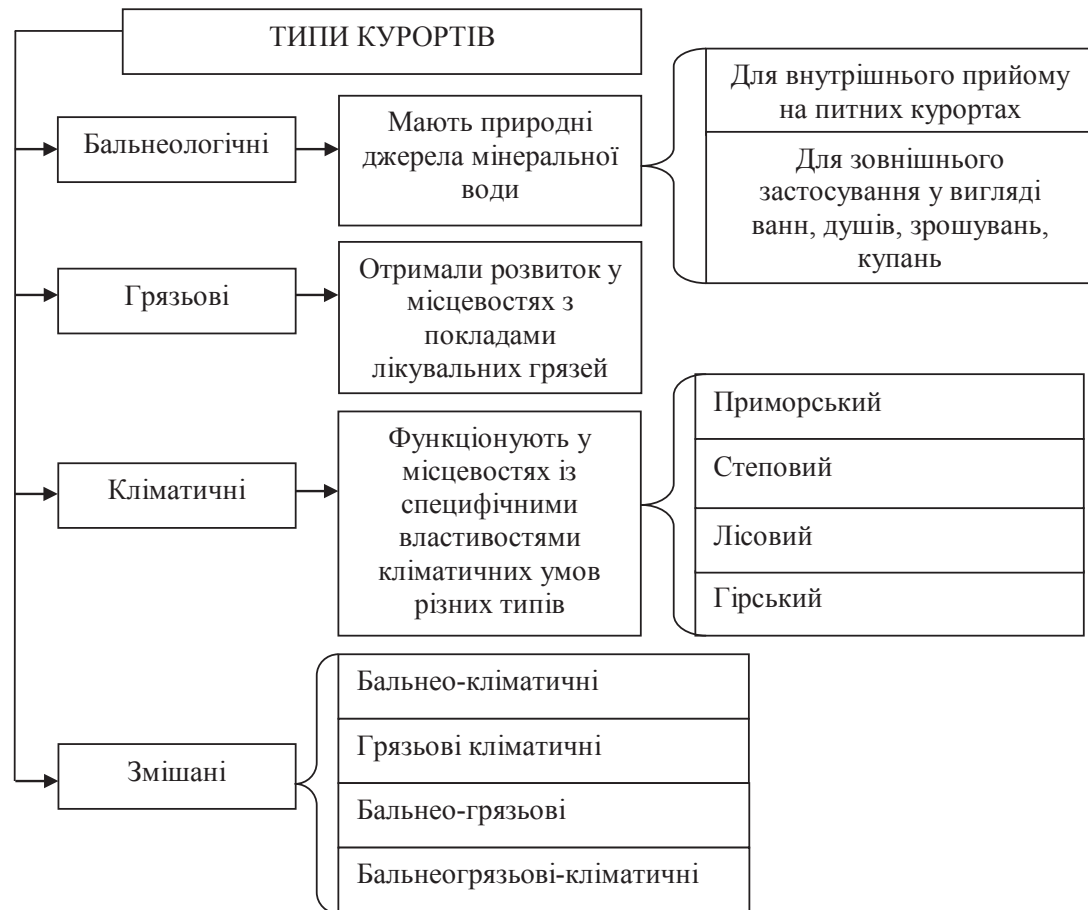 ТИПИ КУРОРТІВ
Бальнеологічні
Мають природні
джерела мінеральної
води
Для внутрішнього прийому
на питних курортах
Для зовнішнього
застосування у вигляді
ванн, душів, зрошувань,
купань
Грязьові
Отримали розвиток у
місцевостях з
покладами
лікувальних грязей
Кліматичні
Функціонують у
місцевостях із
специфічними
властивостями
кліматичних умов
різних типів
Приморський
Степовий
Лісовий
Гірський
Змішані
Бальнео-кліматичні
Грязьові кліматичні
Бальнео-грязьові
Бальнеогрязьові-кліматичні